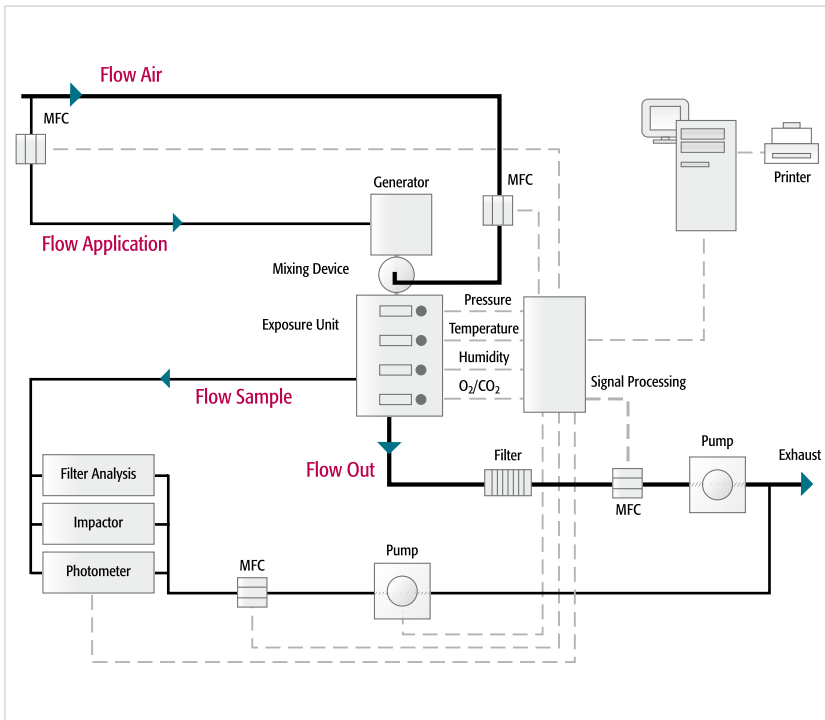 Flow Air
MFC
Generator
MFC
Printer
Flow Application
Mixing Device
Pressure
Exposure Unit
Temperature
Humidity
O₂/CO₂
Signal Processing
Flow Sample
Flow Out
Filter
Pump
Exhaust
Filter Analysis
MFC
Impactor
Pump
MFC
Photometer